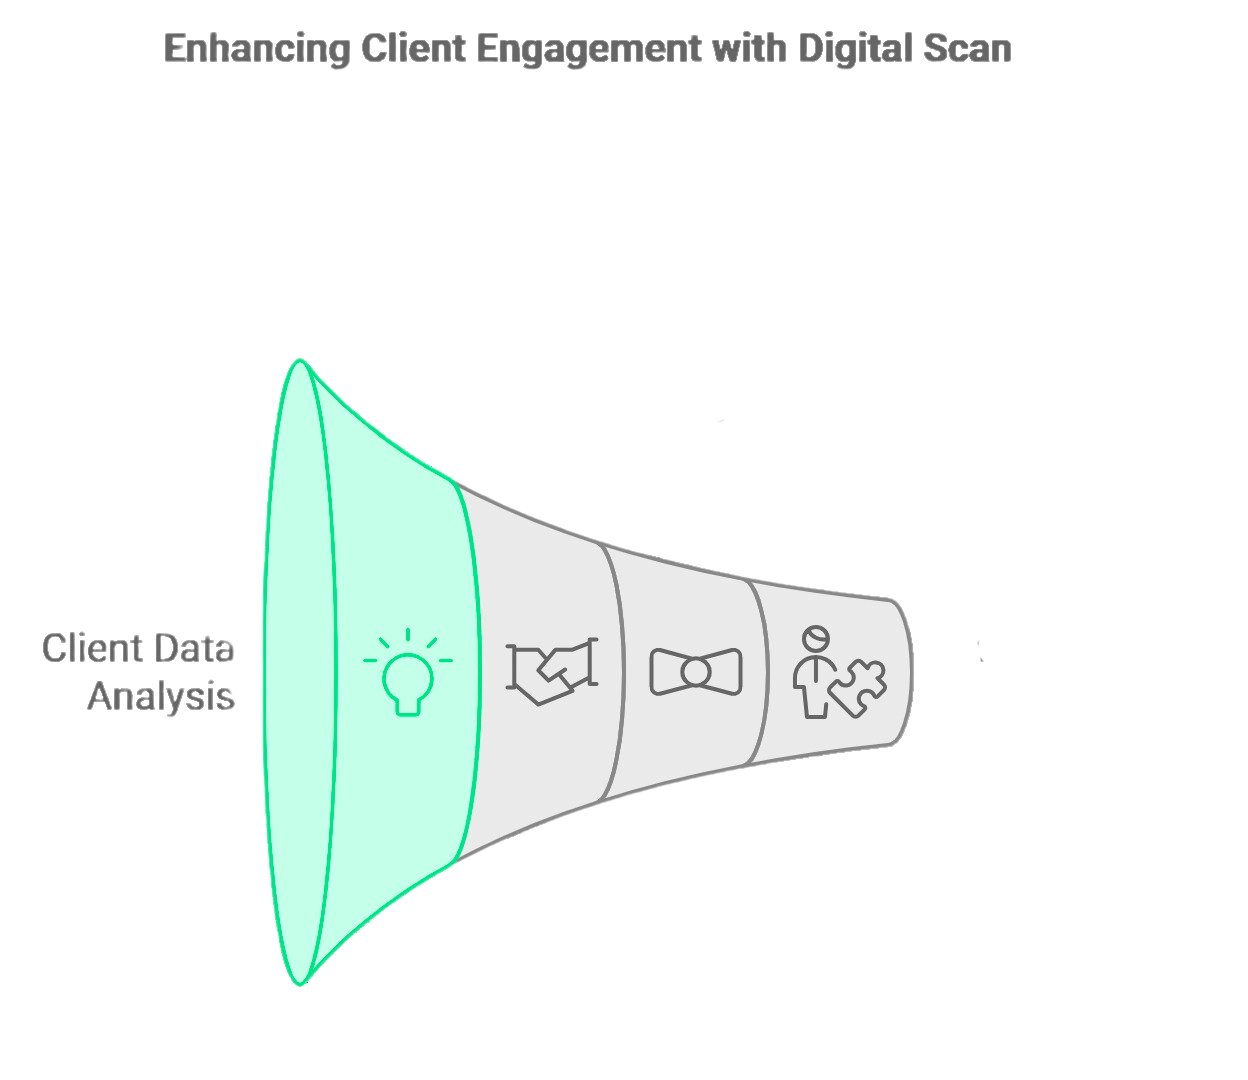 Enhancing Client Engagement with Digital Scan
Client Data
Analysis